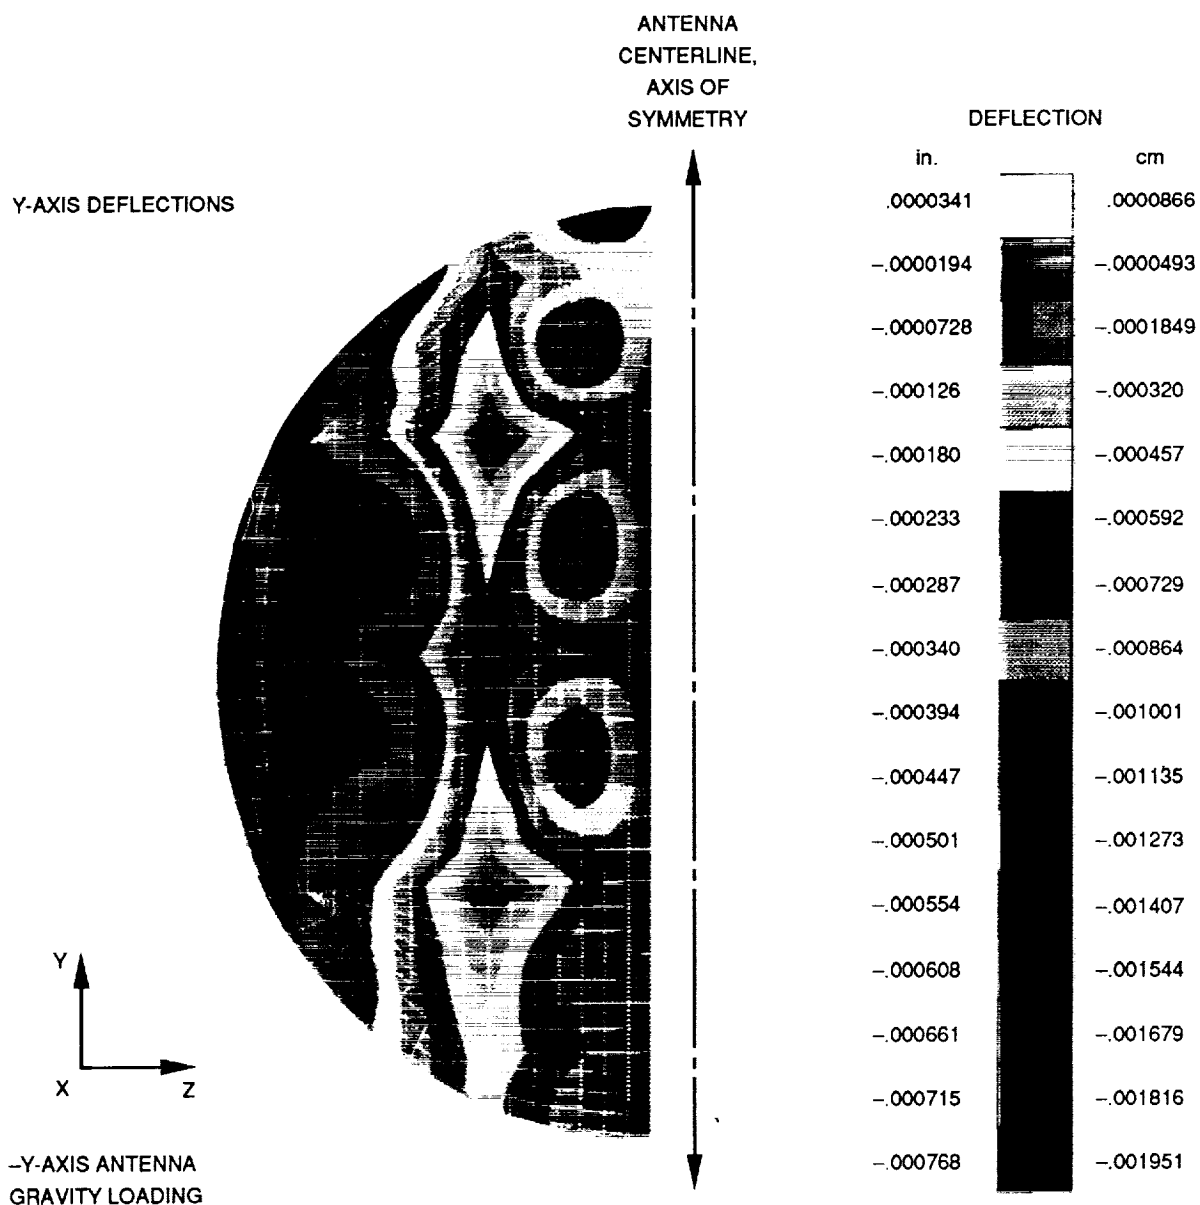 ANTENNA
CENTERLINE,
AXIS OF
SYMMETRY
DEFLECTION
in. cm
Y-AXIS DEFLECTIONS
.0000341 .0000866
–.0000194 –.0000493
–.0000728 –.0001849
–.000126 –.000320
–.000180 –.000457
–.000233 –.000592
–.000287 –.000729
–.000340 –.000864
–.000394 –.001001
–.000447 –.001135
–.000501 –.001273
–.000554 –.001407
–.000608 –.001544
–.000661 –.001679
–.000715 –.001816
–.000768 –.001951
Y
X Z
–Y-AXIS ANTENNA
GRAVITY LOADING